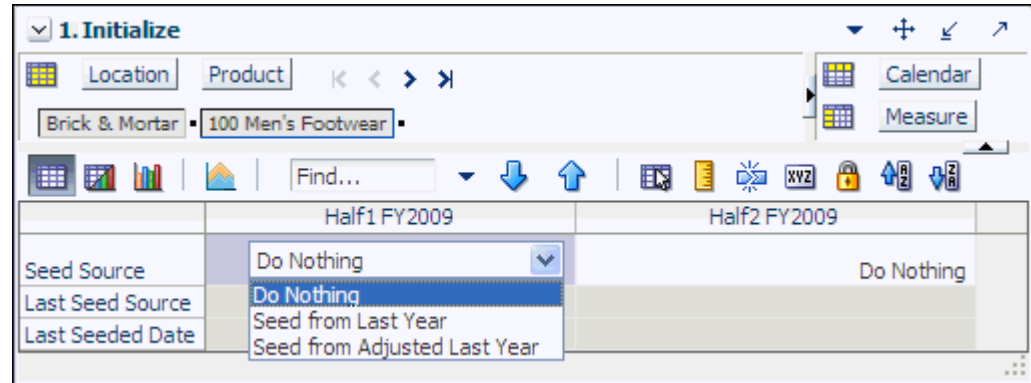 1. Initialize
Location Product Calendar
Brick & Mortar 100 Men's Footwear Measure
Find... XYZ A Z Z A
Half1 FY2009 Half2 FY2009
Seed Source Do Nothing Do Nothing
Do Nothing
Last Seed Source Seed from Last Year
Last Seeded Date Seed from Adjusted Last Year